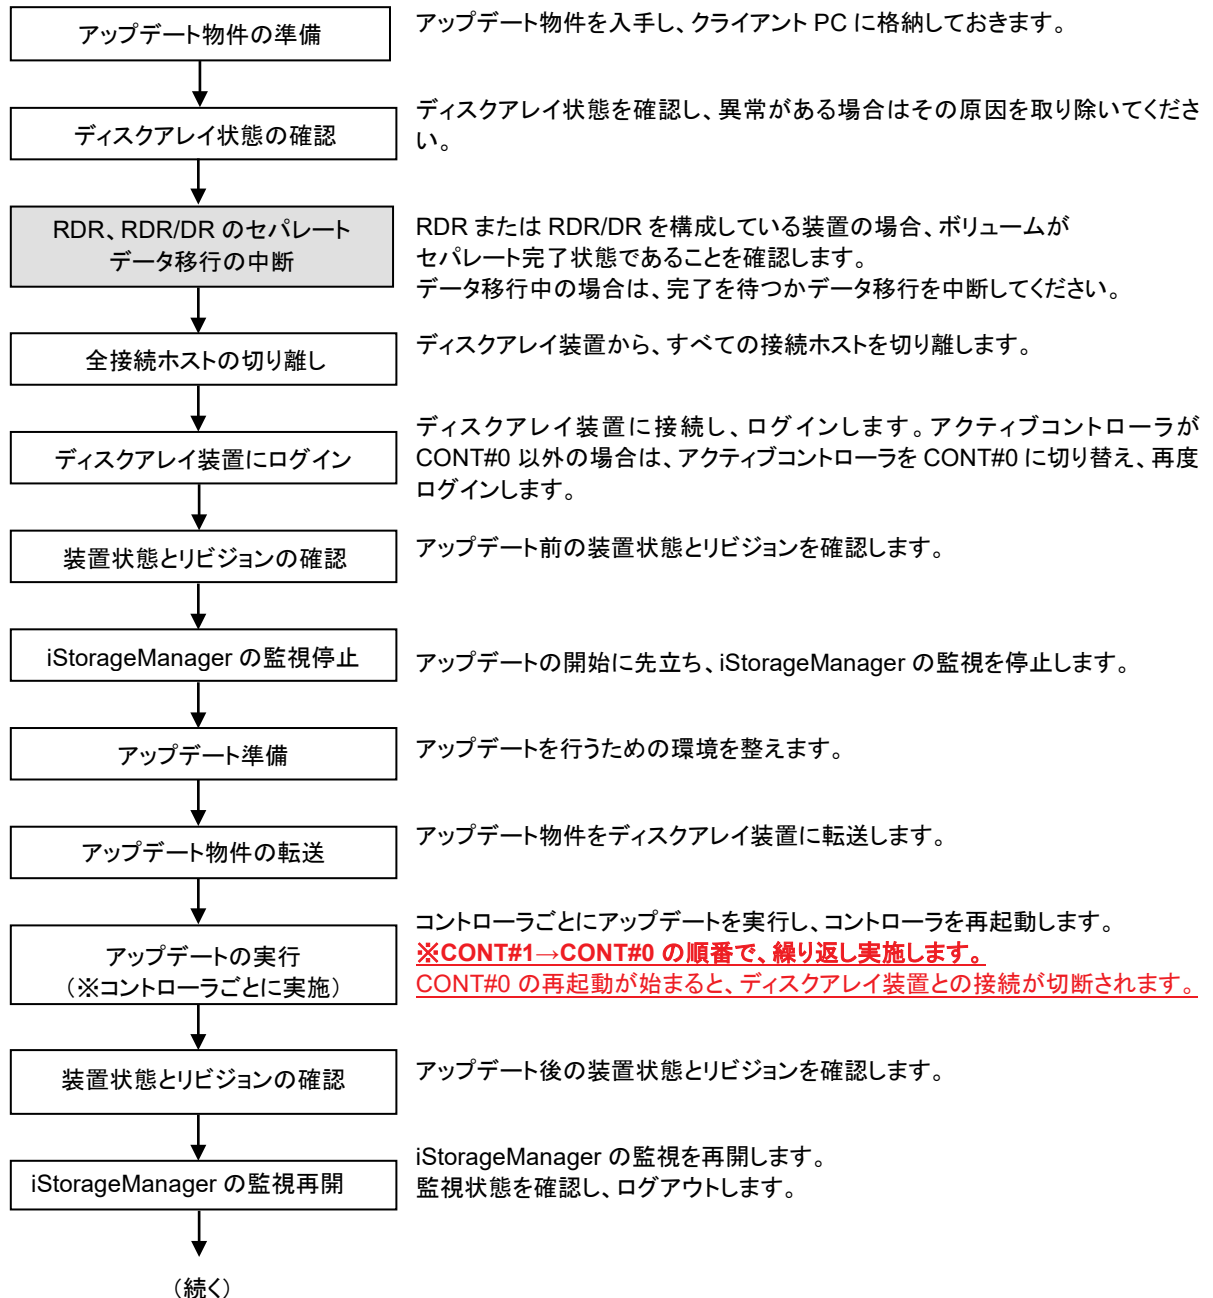 アップデート物件の準備
アップデート物件を入手し、クライアント PC に格納しておきます。
ディスクアレイ状態の確認
ディスクアレイ状態を確認し、異常がある場合はその原因を取り除いてくださ
い。
RDR、RDR/DR のセパレート
データ移行の中断
RDR または RDR/DR を構成している装置の場合、ボリュームが
セパレート完了状態であることを確認します。
データ移行中の場合は、完了を待つかデータ移行を中断してください。
全接続ホストの切り離し
ディスクアレイ装置から、すべての接続ホストを切り離します。
ディスクアレイ装置にログイン
ディスクアレイ装置に接続し、ログインします。アクティブコントローラが
CONT#0 以外の場合は、アクティブコントローラを CONT#0 に切り替え、再度
ログインします。
装置状態とリビジョンの確認
アップデート前の装置状態とリビジョンを確認します。
iStorageManager の監視停止
アップデートの開始に先立ち、iStorageManager の監視を停止します。
アップデート準備
アップデートを行うための環境を整えます。
アップデート物件の転送
アップデート物件をディスクアレイ装置に転送します。
アップデートの実行
（※コントローラごとに実施）
コントローラごとにアップデートを実行し、コントローラを再起動します。
※CONT#1→CONT#0 の順番で、繰り返し実施します。
CONT#0 の再起動が始まると、ディスクアレイ装置との接続が切断されます。
装置状態とリビジョンの確認
アップデート後の装置状態とリビジョンを確認します。
iStorageManager の監視再開
iStorageManager の監視を再開します。
監視状態を確認し、ログアウトします。
（続く）